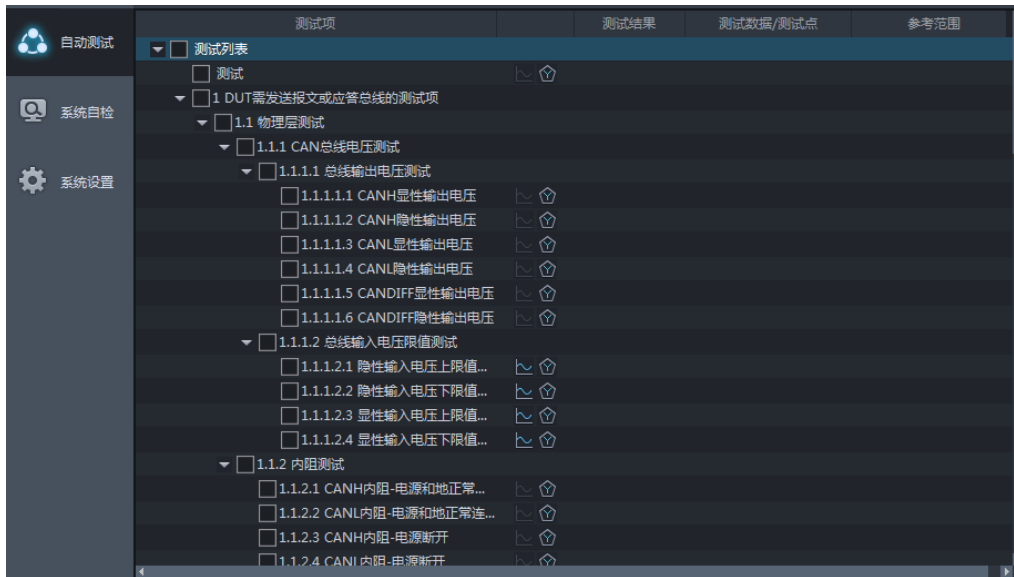 自动测试
系统自检
系统设置
测试项 测试结果 测试数据/测试点 参考范围
测试列表
测试
1 DUT需发送报文或应答总线的测试项
1.1 物理层测试
1.1.1 CAN总线电压测试
1.1.1.1 总线输出电压测试
1.1.1.1.1 CANH显性输出电压
1.1.1.1.2 CANH隐性输出电压
1.1.1.1.3 CANL显性输出电压
1.1.1.1.4 CANL隐性输出电压
1.1.1.1.5 CANDIFF显性输出电压
1.1.1.1.6 CANDIFF隐性输出电压
1.1.1.2 总线输入电压限值测试
1.1.1.2.1 隐性输入电压上限值...
1.1.1.2.2 隐性输入电压下限值...
1.1.1.2.3 显性输入电压上限值...
1.1.1.2.4 显性输入电压下限值...
1.1.2 内阻测试
1.1.2.1 CANH内阻-电源和地正常...
1.1.2.2 CANL内阻-电源和地正常连...
1.1.2.3 CANH内阻-电源断开
1.1.2.4 CANL内阻-电源断开